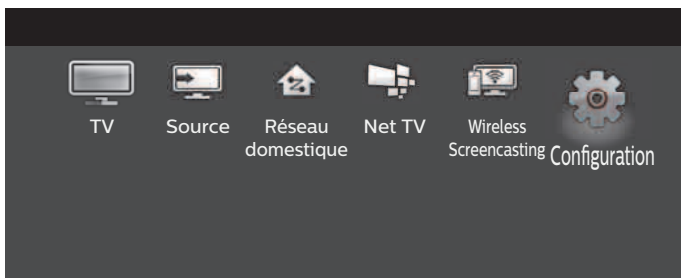 TV
Source
Réseau
domestique
Net TV
Wireless
Screencasting
Configuration